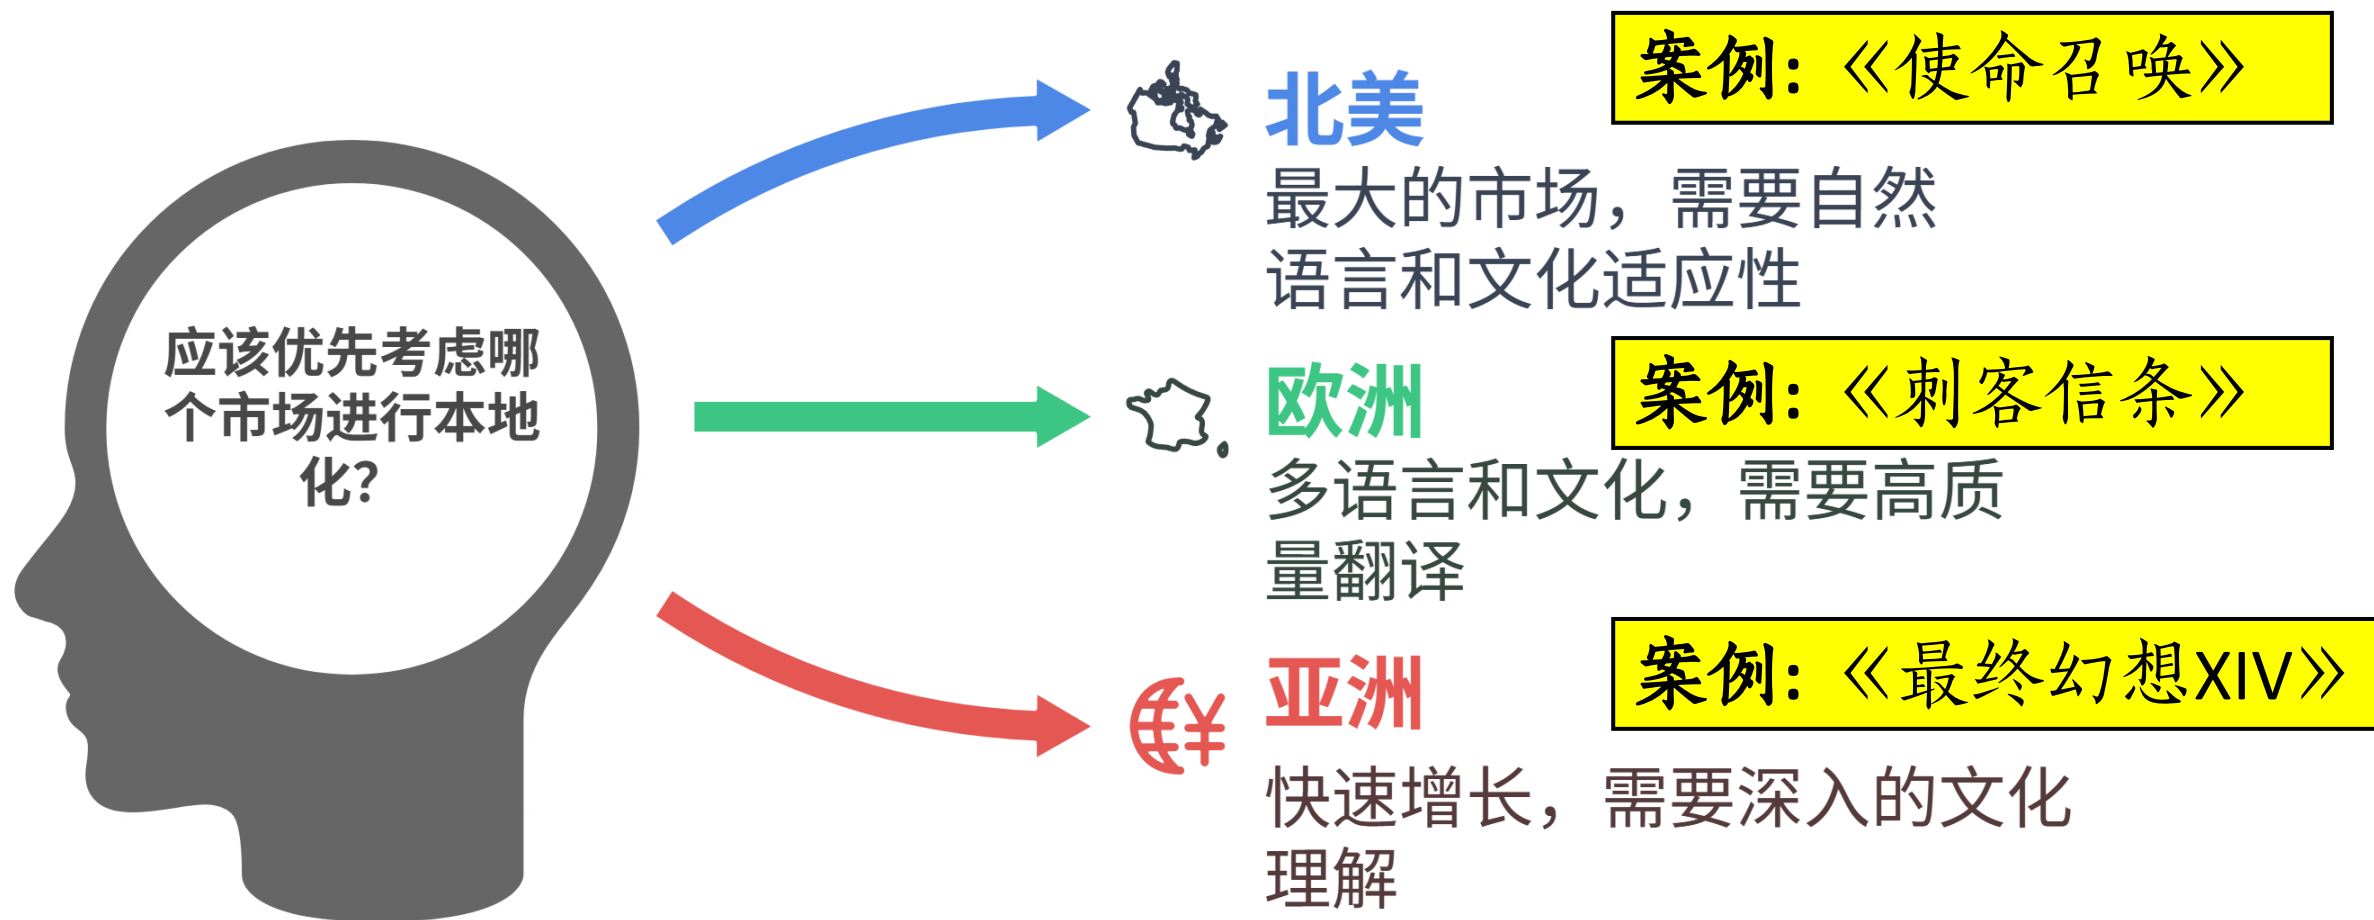 应该优先考虑哪
个市场进行本地
化?
北美
案例:《使命召唤》
最大的市场，需要自然
语言和文化适应性
欧洲
案例:《刺客信条》
多语言和文化，需要高质
量翻译
亚洲
案例:《最终幻想XIV》
快速增长，需要深入的文化
理解